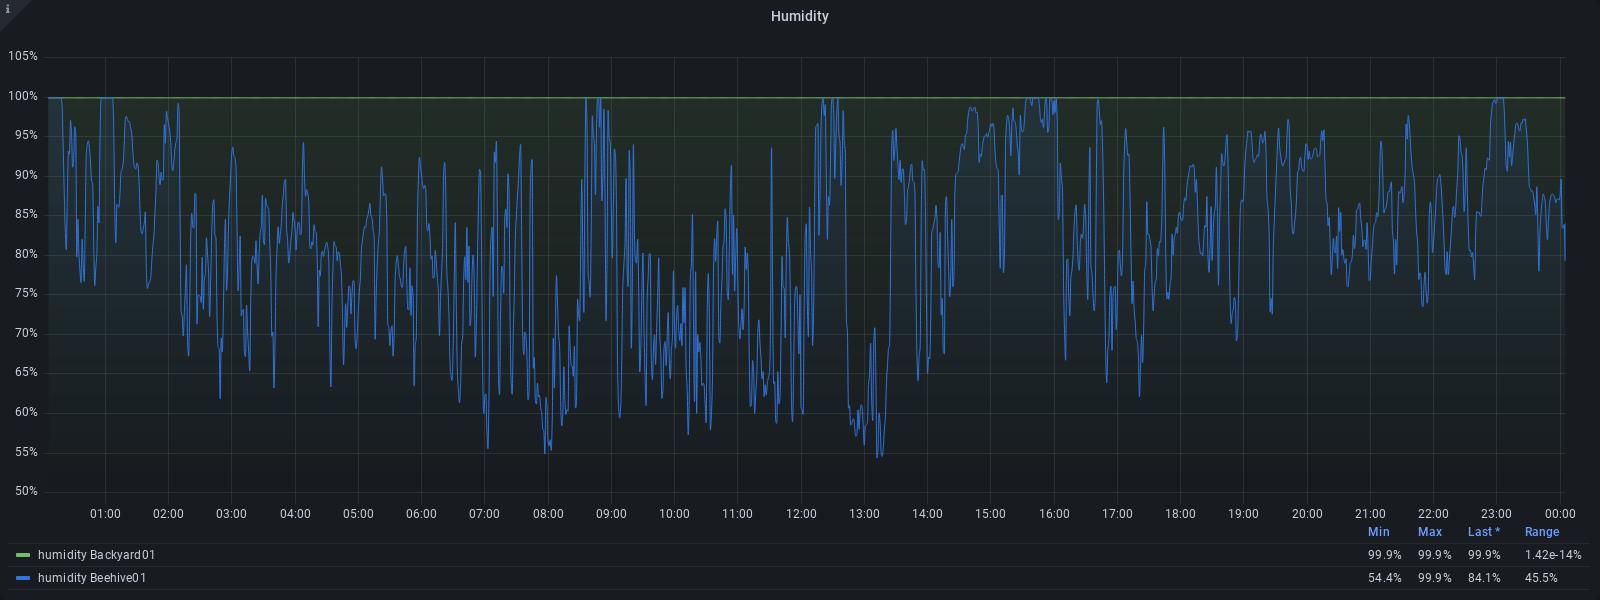 i
Humidity
105%
100%
95%
90%
85%
80%
75%
70%
65%
60%
55%
50%
01:00 02:00 03:00 04:00 05:00 06:00 07:00 08:00 09:00 10:00 11:00 12:00 13:00 14:00 15:00 16:00 17:00 18:00 19:00 20:00 21:00 22:00 23:00 00:00
Min Max Last * Range
humidity Backyard01 99.9% 99.9% 99.9% 1.42e-14%
humidity Beehive01 54.4% 99.9% 84.1% 45.5%